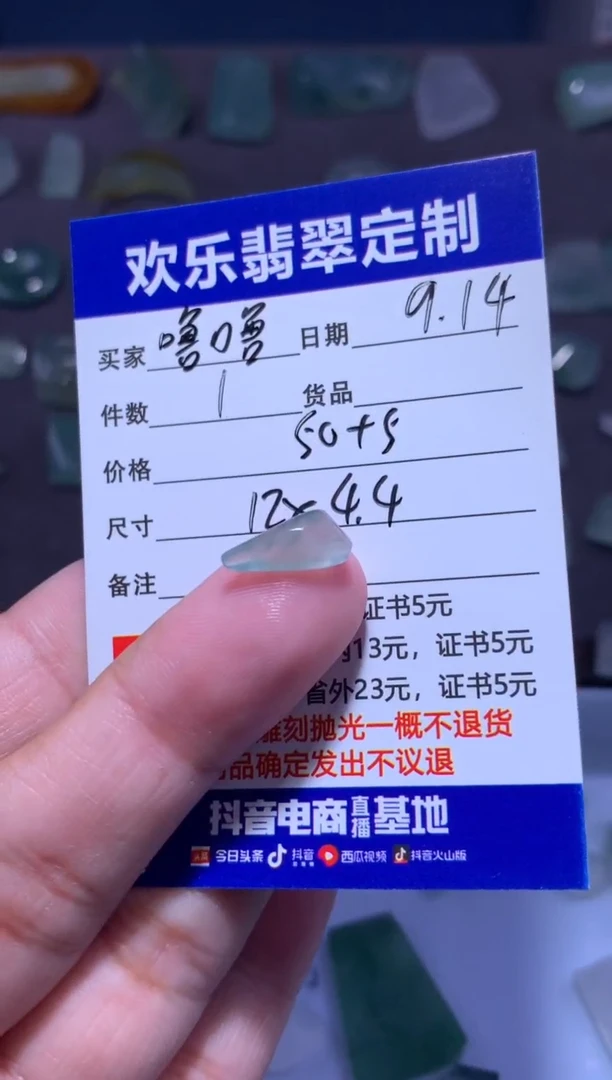 欢乐翡翠定制
买家 噜噜 日期 9.14
件数 1 货品
价格 50+5
尺寸 12×4.4
备注
证书5元
13元，证书5元
省外23元，证书5元
雕刻抛光一概不退货
品确定发出不议退
抖音电商直播基地
今日头条 抖音 西瓜视频 抖音火山版